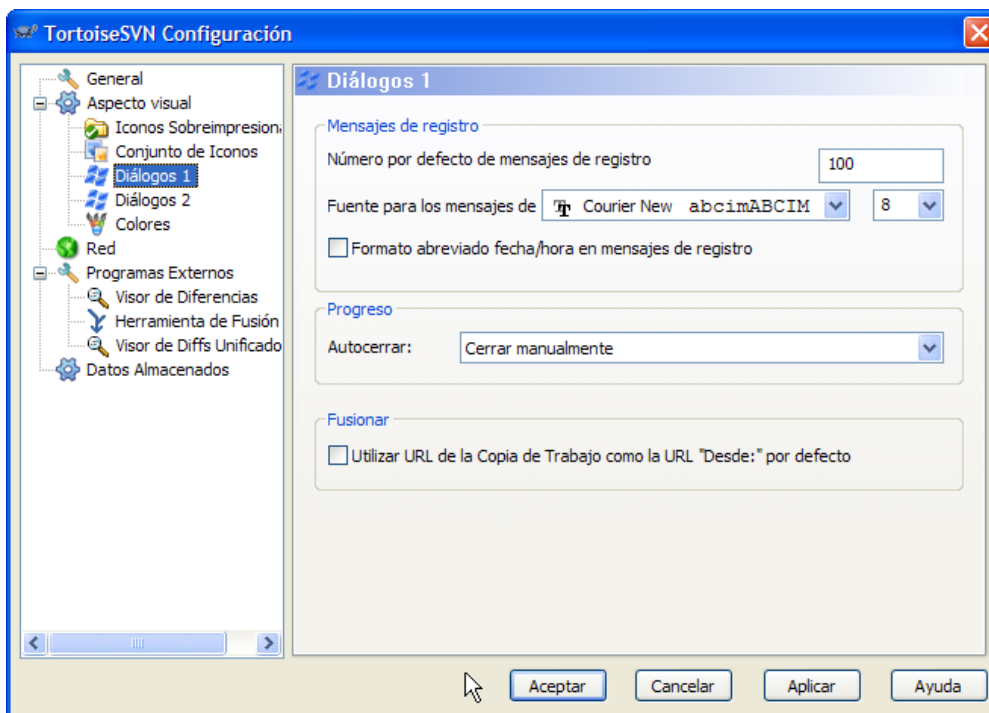 TortoiseSVN Configuración
General
Aspecto visual
Iconos Sobreimpresion
Conjunto de Iconos
Diálogos 1
Diálogos 2
Colores
Red
Programas Externos
Visor de Diferencias
Herramienta de Fusión
Visor de Diffs Unificado
Datos Almacenados
Diálogos 1
Mensajes de registro
Número por defecto de mensajes de registro 100
Fuente para los mensajes de Courier New abcimABCIM 8
Formato abreviado fecha/hora en mensajes de registro
Progreso
Autocerrar: Cerrar manualmente
Fusionar
Utilizar URL de la Copia de Trabajo como la URL "Desde:" por defecto
Aceptar Cancelar Aplicar Ayuda